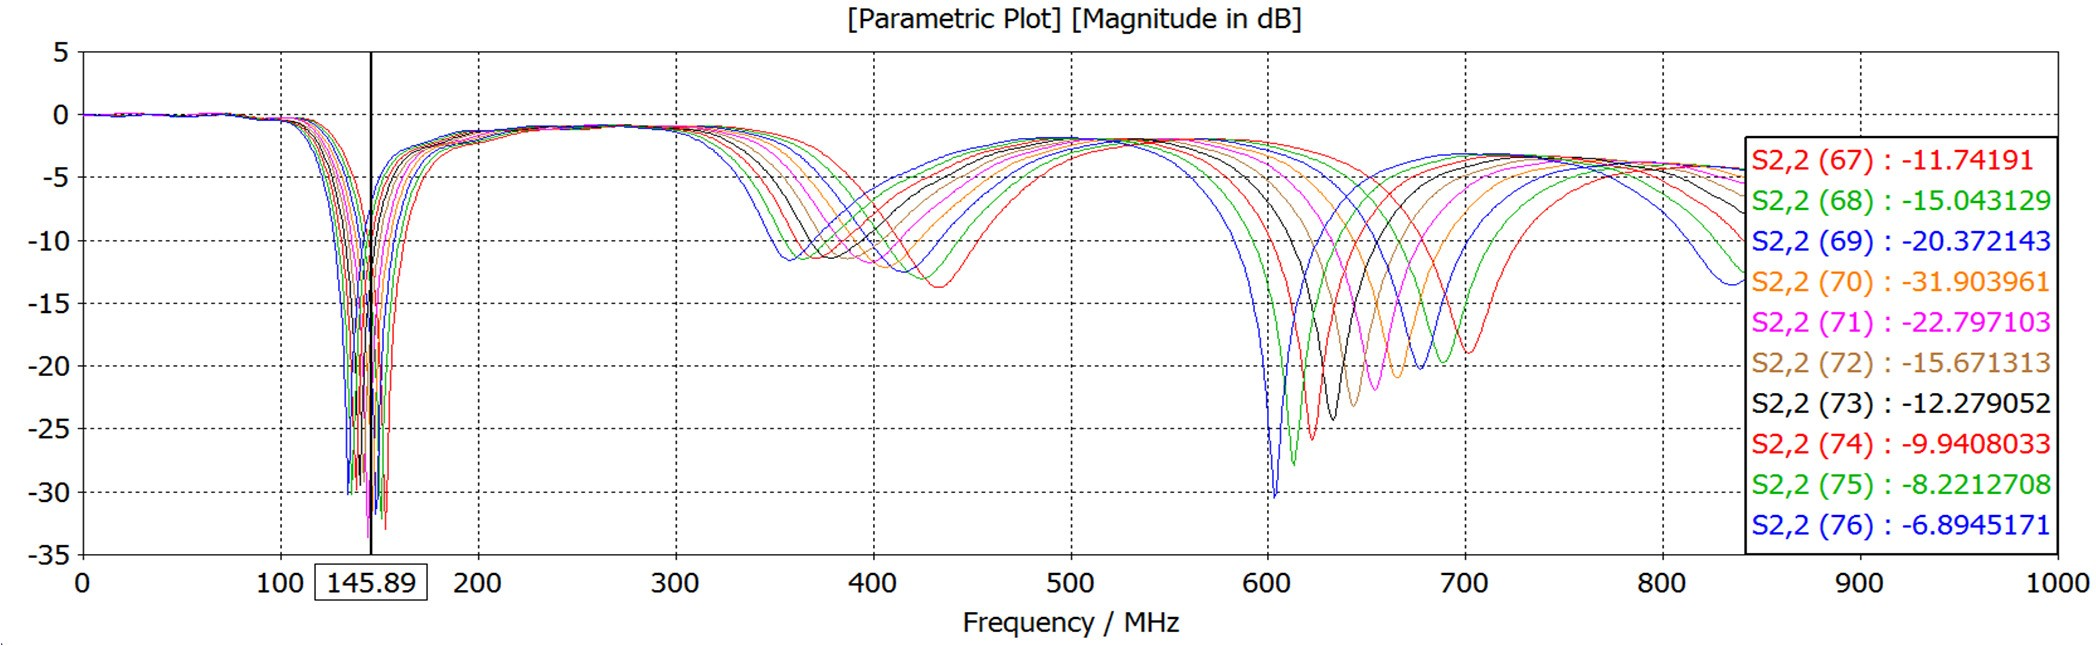 [Parametric Plot] [Magnitude in dB]
5
0
-5
-10
-15
-20
-25
-30
-35
S2,2 (67) : -11.74191
S2,2 (68) : -15.043129
S2,2 (69) : -20.372143
S2,2 (70) : -31.903961
S2,2 (71) : -22.797103
S2,2 (72) : -15.671313
S2,2 (73) : -12.279052
S2,2 (74) : -9.9408033
S2,2 (75) : -8.2212708
S2,2 (76) : -6.8945171
0 100 145.89 200 300 400 500 600 700 800 900 1000
Frequency / MHz